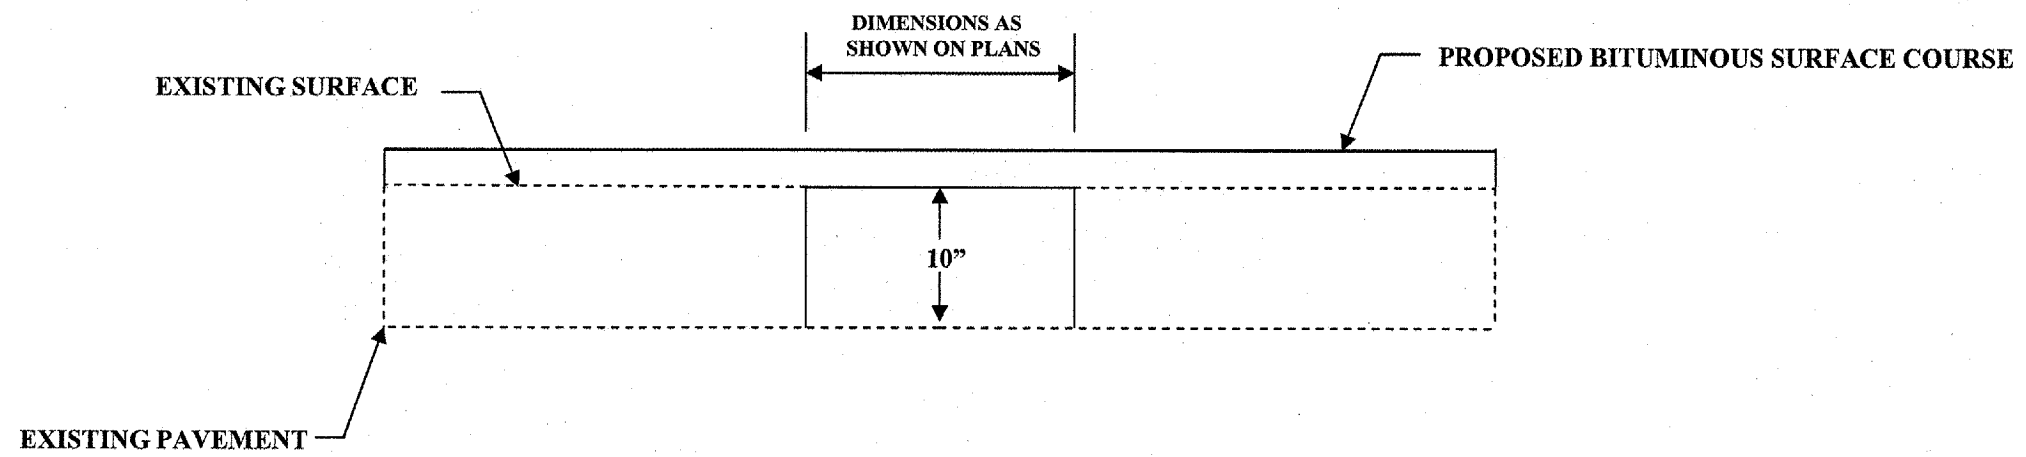 DIMENSIONS AS
SHOWN ON PLANS
PROPOSED BITUMINOUS SURFACE COURSE
EXISTING SURFACE
10”
EXISTING PAVEMENT